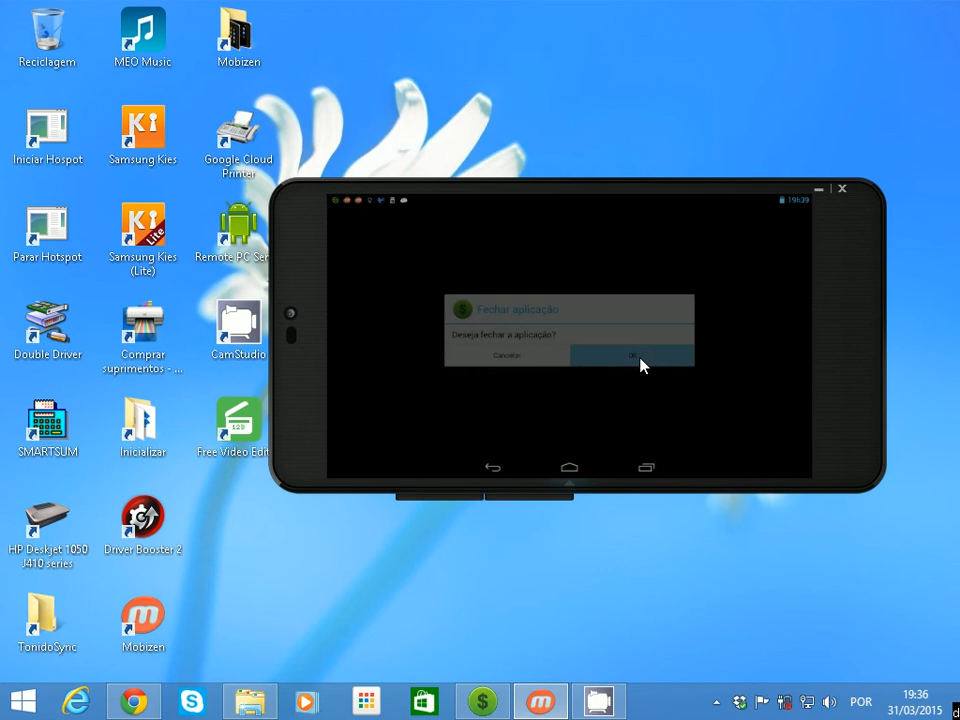 Reciclagem
MEO Music
Mobizen
Iniciar Hospot
Samsung Kies
Google Cloud
Printer
Parar Hotspot
Samsung Kies
(Lite)
Remote PC Ser
Double Driver
Comprar
suprimentos - ...
CamStudio
SMARTSUM
Inicializar
Free Video Edit
HP Deskjet 1050
J410 series
Driver Booster 2
TonidoSync
Mobizen
19h39
Fechar aplicação
Deseja fechar a aplicação?
Cancelar
OK
POR
19:36
31/03/2015
d